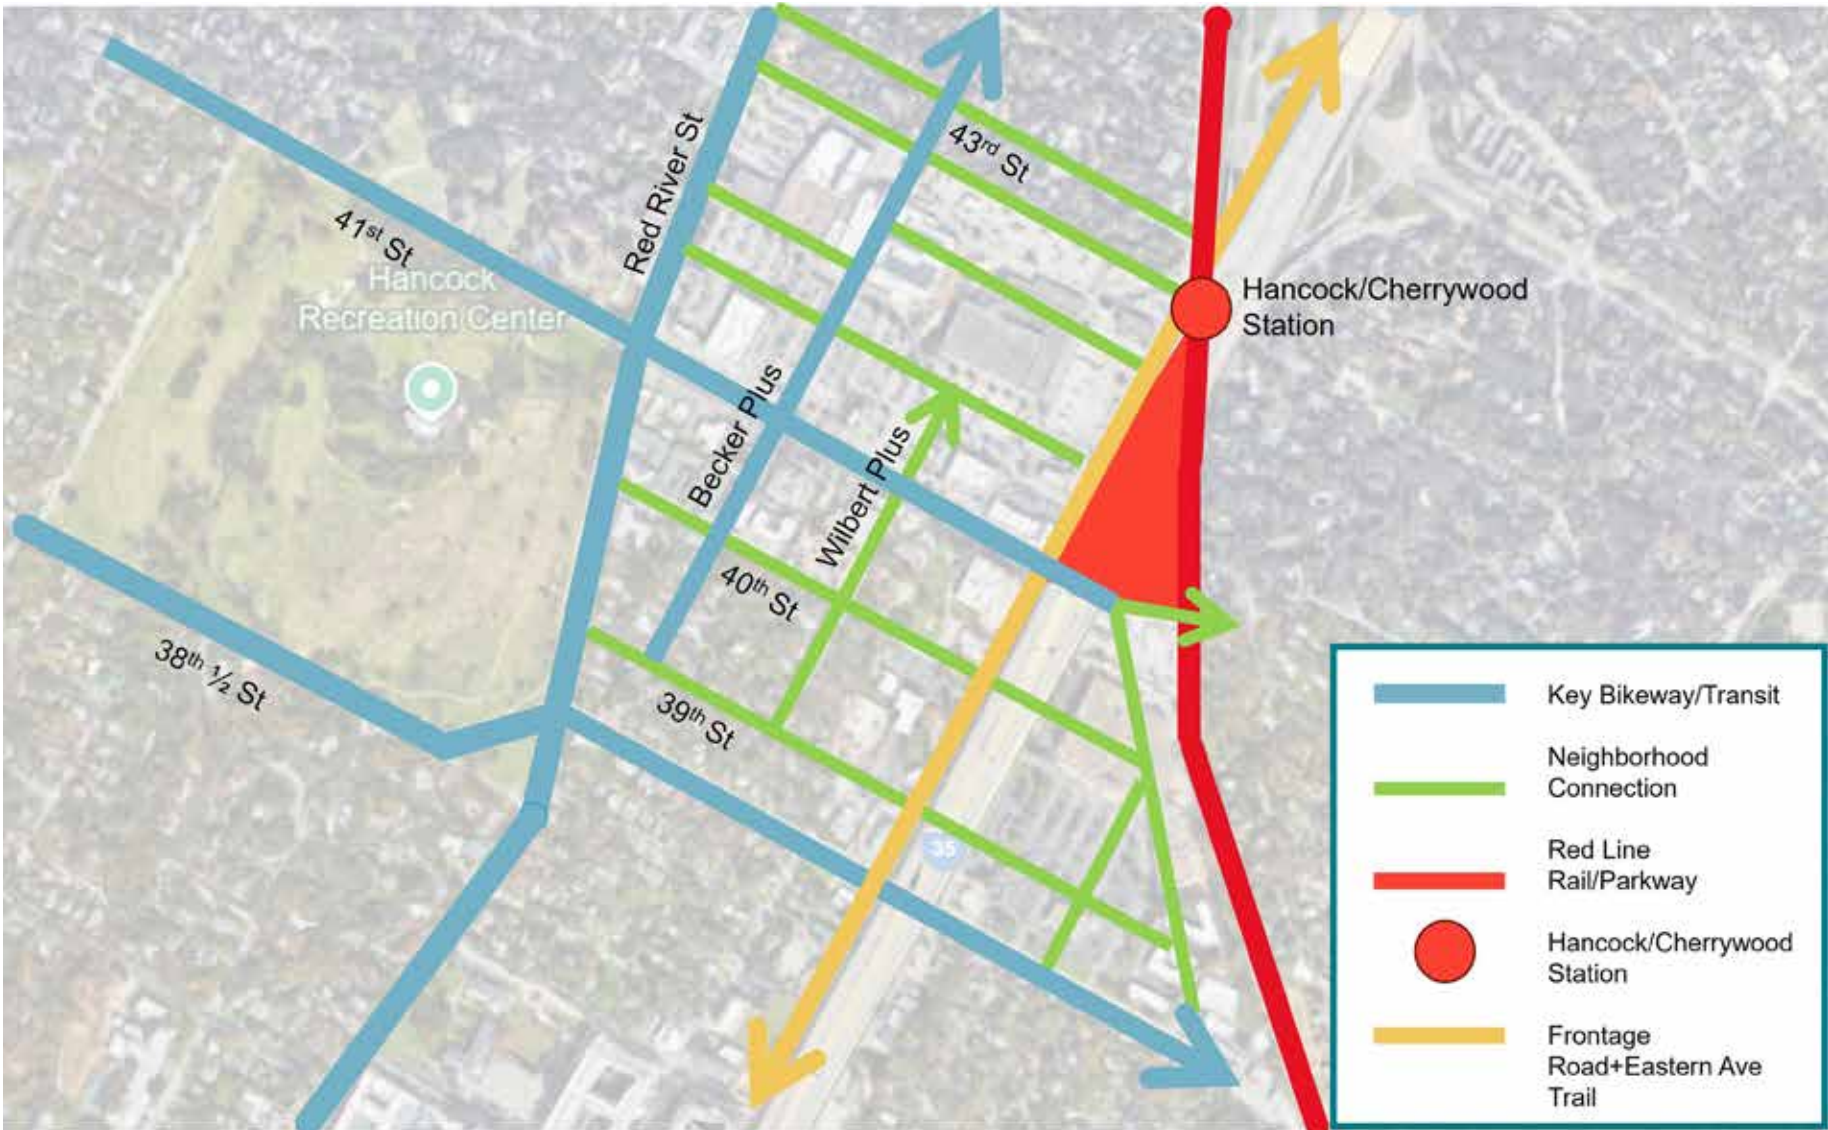 43rd St
Red River St
41st St
Hancock
Recreation Center
Hancock/Cherrywood
Station
Becker Plus
Wilbert Plus
40th St
38th ½ St
39th St
35
Key Bikeway/Transit
Neighborhood
Connection
Red Line
Rail/Parkway
Hancock/Cherrywood
Station
Frontage
Road+Eastern Ave
Trail